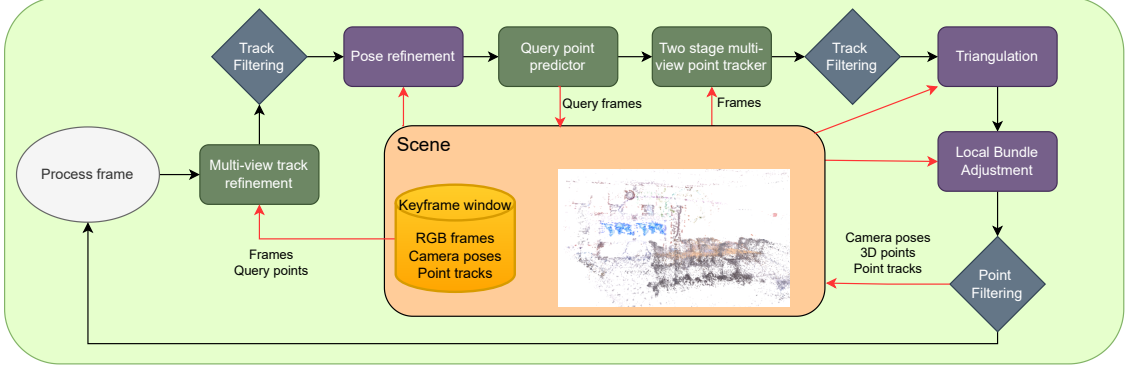 Track
Filtering
Pose refinement
Query point
predictor
Two stage multi-
view point tracker
Track
Filtering
Triangulation
Query frames
Frames
Scene
Process frame
Multi-view track
refinement
Local Bundle
Adjustment
Keyframe window
RGB frames
Camera poses
Point tracks
Frames
Query points
Camera poses
3D points
Point tracks
Point
Filtering